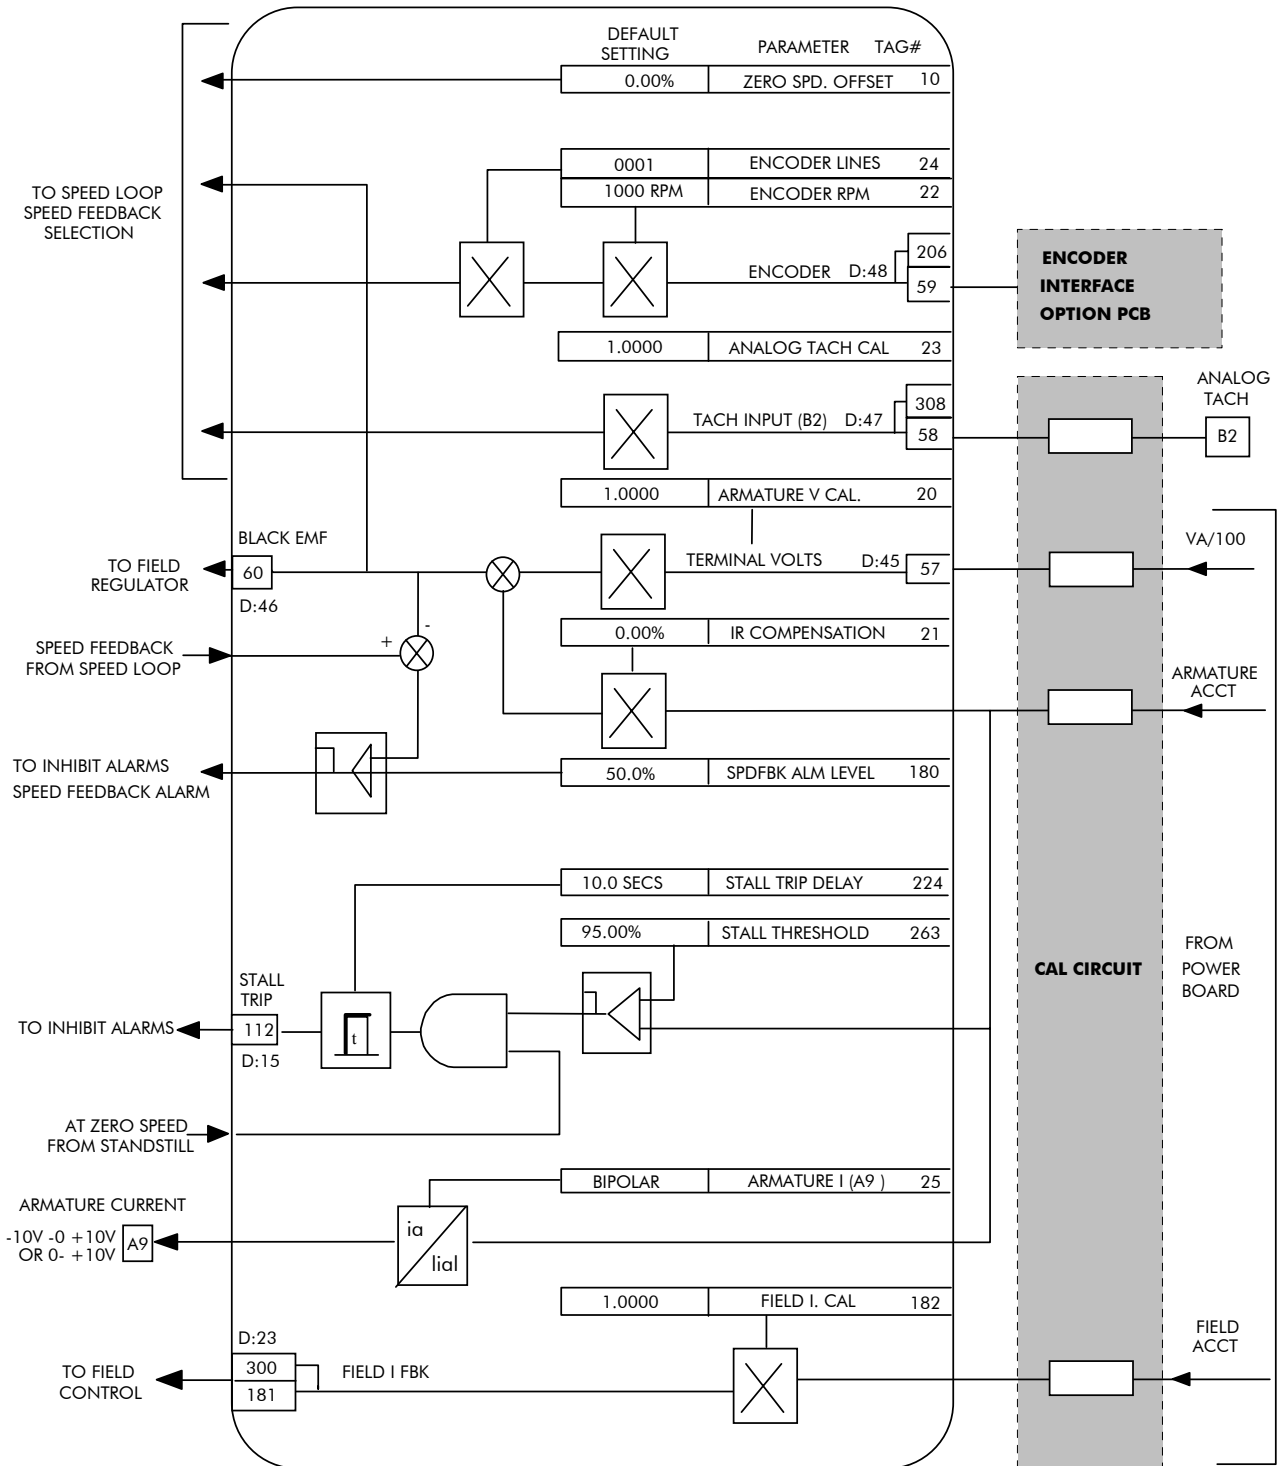 DEFAULT
SETTING
PARAMETER TAG#
0.00% ZERO SPD. OFFSET 10
0001 ENCODER LINES 24
1000 RPM ENCODER RPM 22
TO SPEED LOOP
SPEED FEEDBACK
SELECTION
ENCODER D:48
206
59
ENCODER
INTERFACE
OPTION PCB
1.0000 ANALOG TACH CAL 23
ANALOG
TACH
TACH INPUT (B2) D:47
308
58
B2
1.0000 ARMATURE V CAL. 20
BLACK EMF
VA/100
TO FIELD
REGULATOR
60
D:46
TERMINAL VOLTS D:45 57
0.00% IR COMPENSATION 21
SPEED FEEDBACK
FROM SPEED LOOP
+
-
ARMATURE
ACCT
TO INHIBIT ALARMS
SPEED FEEDBACK ALARM
50.0% SPDFBK ALM LEVEL 180
10.0 SECS STALL TRIP DELAY 224
95.00% STALL THRESHOLD 263
CAL CIRCUIT
FROM
POWER
BOARD
STALL
TRIP
TO INHIBIT ALARMS
112
D:15
t
AT ZERO SPEED
FROM STANDSTILL
BIPOLAR ARMATURE I (A9 ) 25
ARMATURE CURRENT
-10V -0 +10V
OR 0- +10V
A9
ia
lial
1.0000 FIELD I. CAL 182
D:23
TO FIELD
CONTROL
300
181
FIELD I FBK
FIELD
ACCT